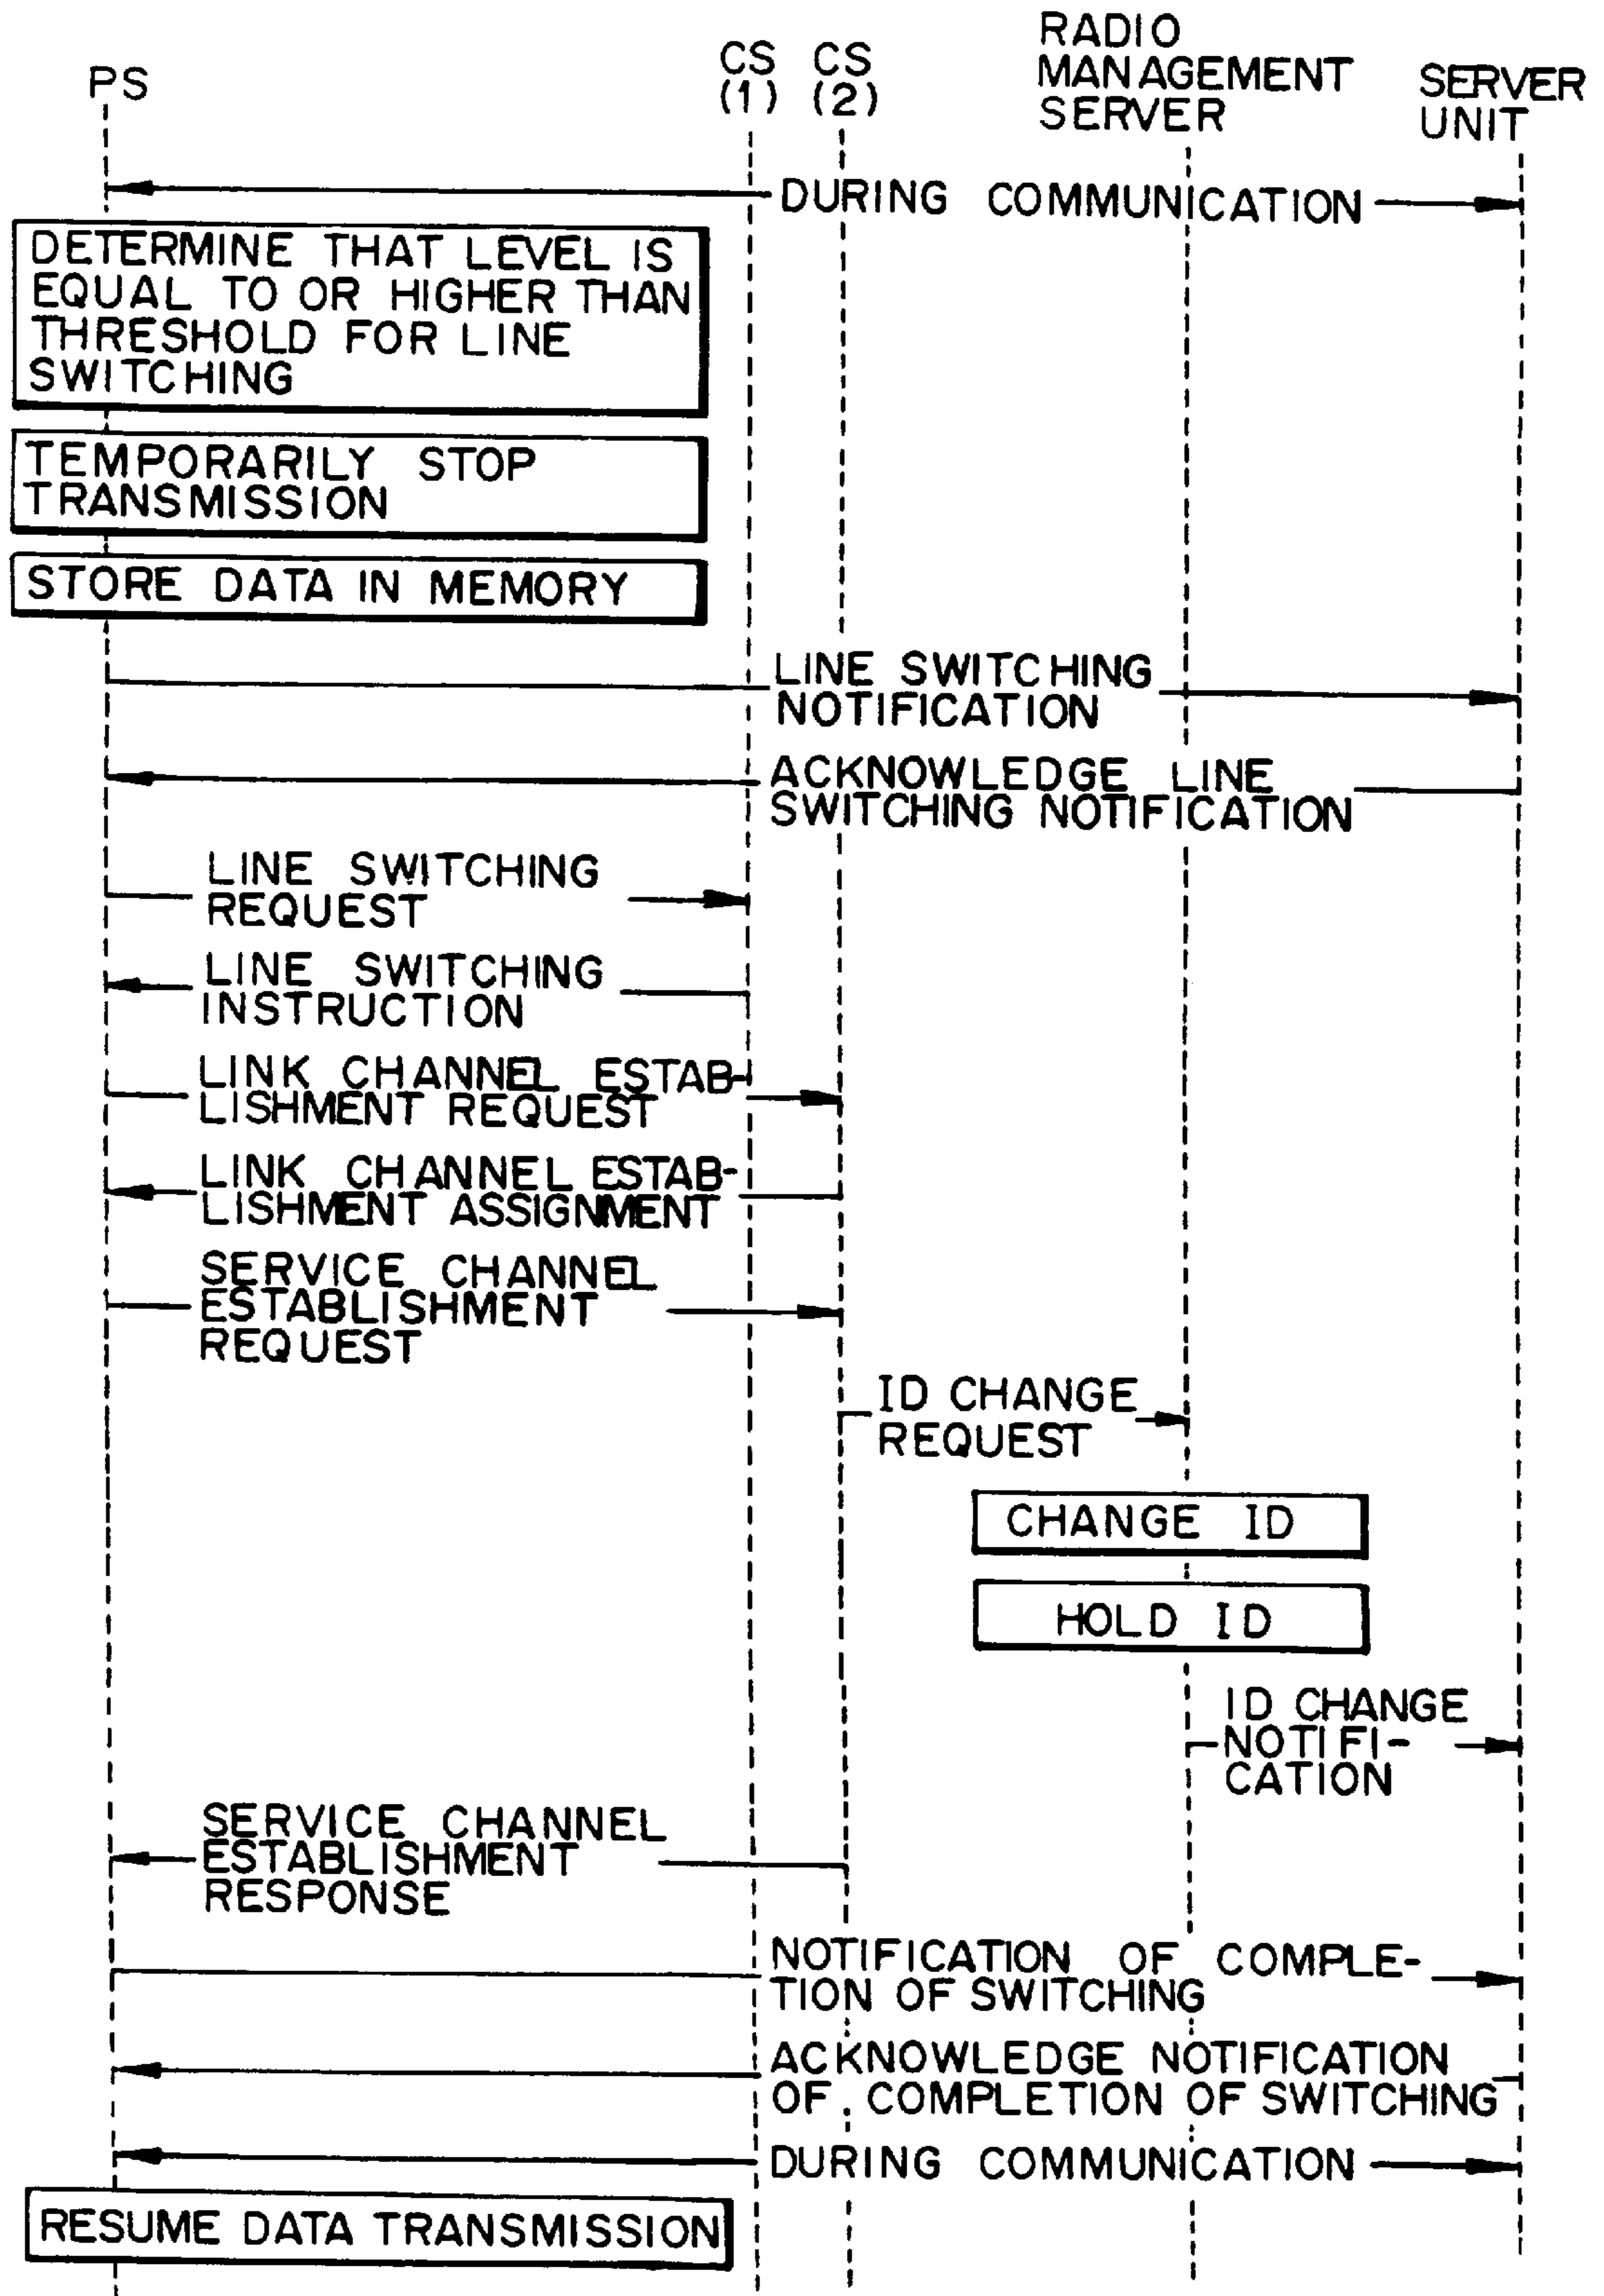 PS
CS
(1)
CS
(2)
RADIO
MANAGEMENT
SERVER
SERVER
UNIT
DURING COMMUNICATION
DETERMINE THAT LEVEL IS
EQUAL TO OR HIGHER THAN
THRESHOLD FOR LINE
SWITCHING
TEMPORARILY STOP
TRANSMISSION
STORE DATA IN MEMORY
LINE SWITCHING
NOTIFICATION
ACKNOWLEDGE LINE
SWITCHING NOTIFICATION
LINE SWITCHING
REQUEST
LINE SWITCHING
INSTRUCTION
LINK CHANNEL ESTAB-
LISHMENT REQUEST
LINK CHANNEL ESTAB-
LISHMENT ASSIGNMENT
SERVICE CHANNEL
ESTABLISHMENT
REQUEST
ID CHANGE
REQUEST
CHANGE ID
HOLD ID
ID CHANGE
NOTIFI-
CATION
SERVICE CHANNEL
ESTABLISHMENT
RESPONSE
NOTIFICATION OF COMPLE-
TION OF SWITCHING
ACKNOWLEDGE NOTIFICATION
OF COMPLETION OF SWITCHING
DURING COMMUNICATION
RESUME DATA TRANSMISSION